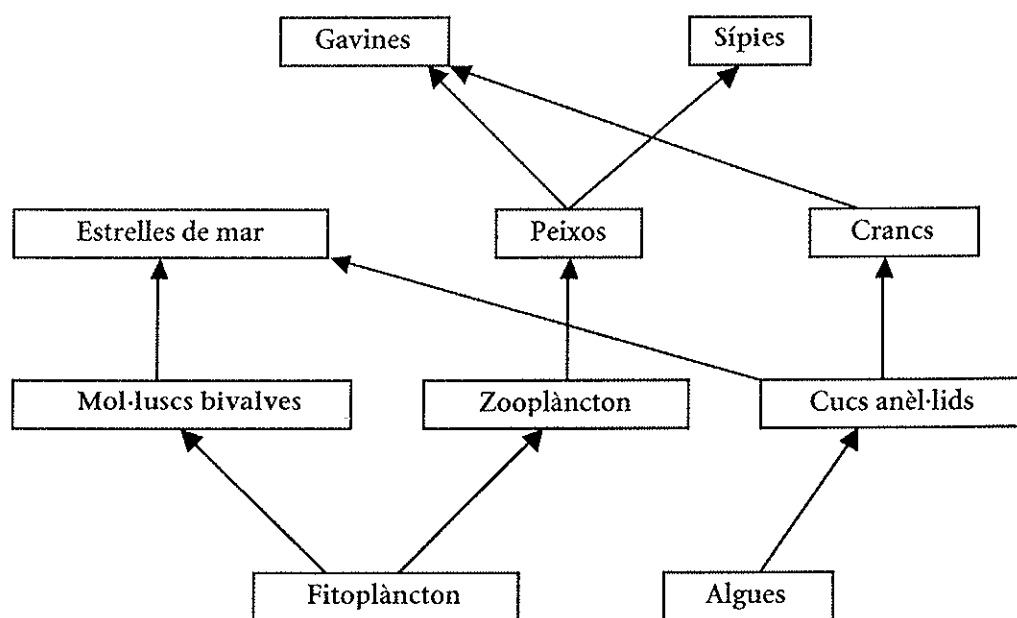 Gavines
Sípies
Estrelles de mar
Peixos
Crancs
Mol·luscs bivalves
Zooplàncton
Cucs anèl·lids
Fitoplàncton
Algues